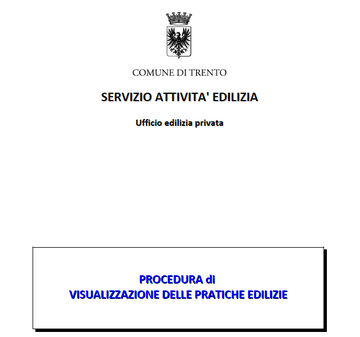 COMUNE DI TRENTO
SERVIZIO ATTIVITA' EDILIZIA
Ufficio edilizia privata
PROCEDURA di
VISUALIZZAZIONE DELLE PRATICHE EDILIZIE